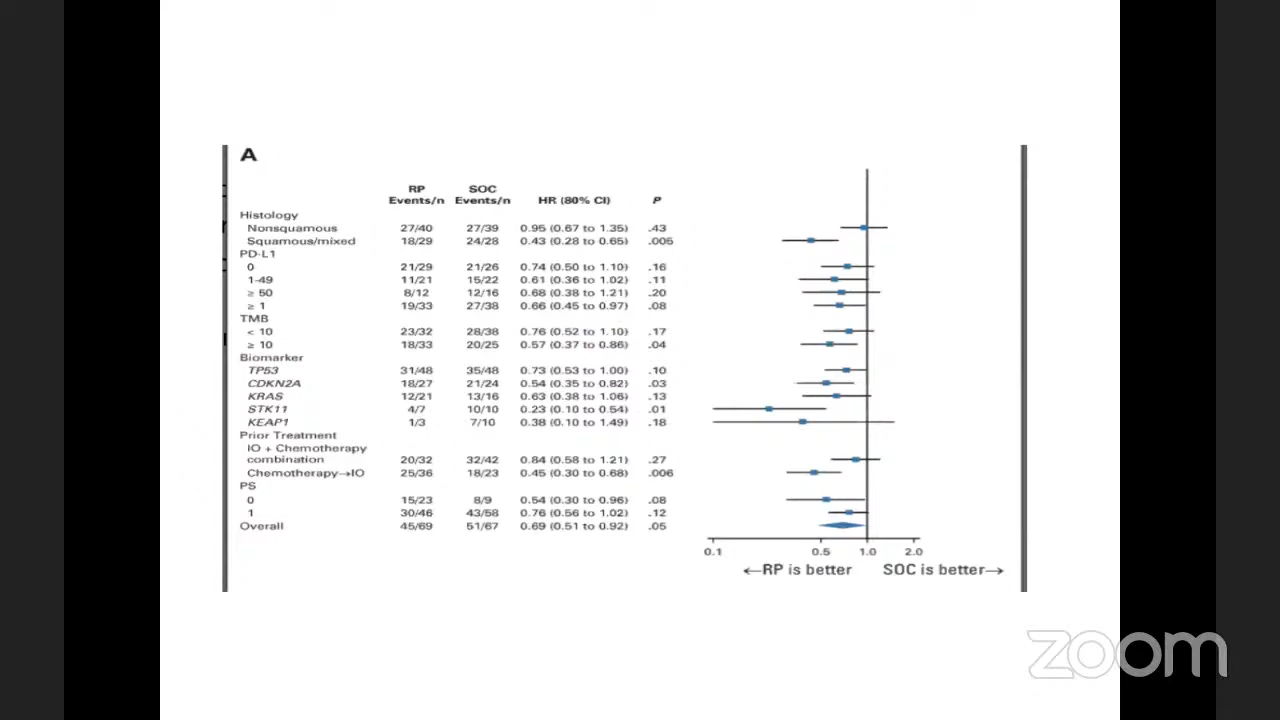 A
RP SOC
Events/n Events/n HR (80% CI) P
Histology
Nonsquamous 27/40 27/39 0.95 (0.67 to 1.35) .43
Squamous/mixed 18/29 24/28 0.43 (0.28 to 0.65) .005
PD-L1
0 21/29 21/26 0.74 (0.50 to 1.10) .16
1-49 11/21 15/22 0.61 (0.36 to 1.02) .11
≥ 50 8/12 12/16 0.68 (0.38 to 1.21) .20
≥ 1 19/33 27/38 0.66 (0.45 to 0.97) .08
TMB
< 10 23/32 28/38 0.76 (0.52 to 1.10) .17
≥ 10 18/33 20/25 0.57 (0.37 to 0.86) .04
Biomarker
TP53 31/48 35/48 0.73 (0.53 to 1.00) .10
CDKN2A 18/27 21/24 0.54 (0.35 to 0.82) .03
KRAS 12/21 13/16 0.63 (0.38 to 1.06) .13
STK11 4/7 10/10 0.23 (0.10 to 0.54) .01
KEAP1 1/3 7/10 0.38 (0.10 to 1.49) .18
Prior Treatment
IO + Chemotherapy
combination 20/32 32/42 0.84 (0.58 to 1.21) .27
Chemotherapy→IO 25/36 18/23 0.45 (0.30 to 0.68) .006
PS
0 15/23 8/9 0.54 (0.30 to 0.96) .08
1 30/46 43/58 0.76 (0.56 to 1.02) .12
Overall 45/69 51/67 0.69 (0.51 to 0.92) .05
0.1 0.5 1.0 2.0
←RP is better SOC is better→
zoom